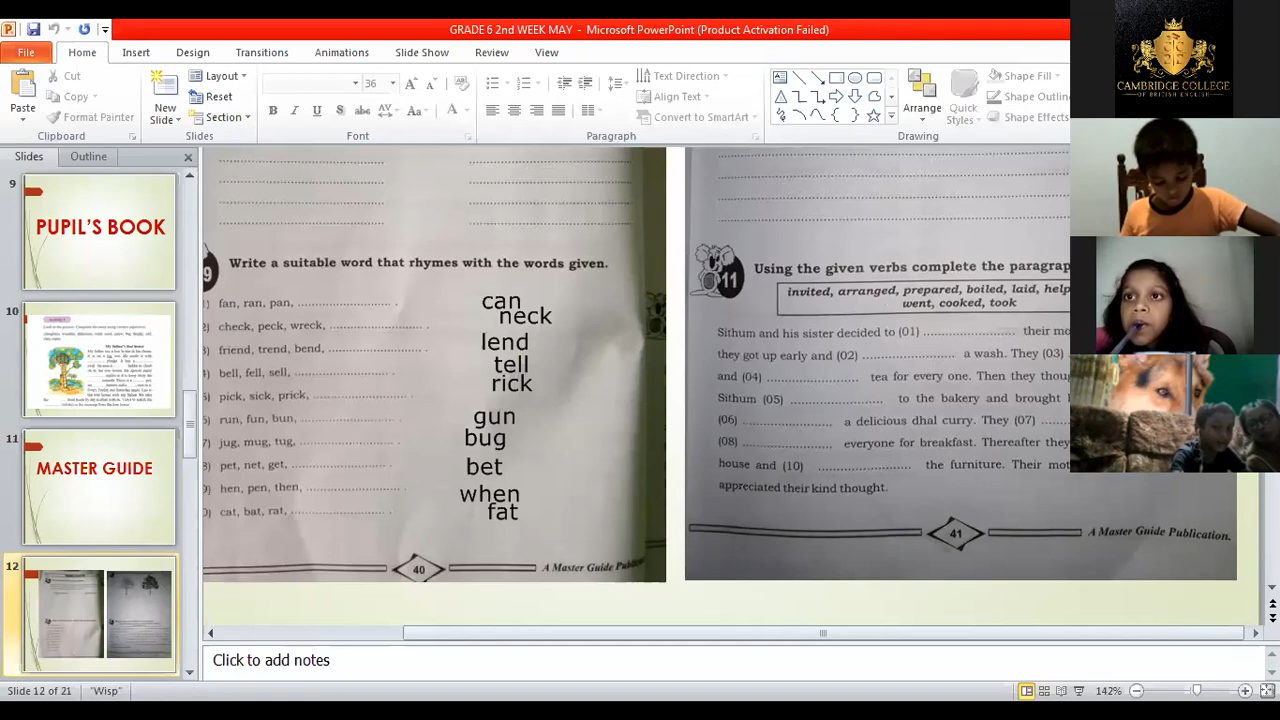 GRADE 6 2nd WEEK MAY - Microsoft PowerPoint (Product Activation Failed)
File Home Insert Design Transitions Animations Slide Show Review View
Paste
Cut
Copy
Format Painter
Clipboard
New Slide
Layout
Reset
Section
Slides
36
B I U S abc AV Aa A
Font
Text Direction
Align Text
Convert to SmartArt
Paragraph
Arrange
Quick Styles
Shape Fill
Shape Outlin
Shape Effects
Drawing
CAMBRIDGE COLLEGE
OF BRITISH ENGLISH
Slides Outline
9
PUPIL'S BOOK
10
11
MASTER GUIDE
12
9
Write a suitable word that rhymes with the words given.
1) fan, ran, pan, ........................ .
can
2) check, peck, wreck, ........................ .
neck
3) friend, trend, bend, ........................ .
lend
4) bell, fell, sell, ........................ .
tell
5) pick, sick, prick, ........................ .
rick
6) run, fun, bun, ........................ .
gun
7) jug, mug, tug, ........................ .
bug
8) pet, net, get, ........................ .
bet
9) hen, pen, then, ........................ .
when
0) cat, bat, rat, ........................ .
fat
40
A Master Guide Public
11
Using the given verbs complete the paragrap
invited, arranged, prepared, boiled, laid, help
went, cooked, took
Sithum and his sister decided to (01) ........................ their mo
they got up early and (02) ........................ a wash. They (03)
and (04) ........................ tea for every one. Then they thoug
Sithum (05) ........................ to the bakery and brought
(06) ........................ a delicious dhal curry. They (07)
(08) ........................ everyone for breakfast. Thereafter they
house and (10) ........................ the furniture. Their mot
appreciated their kind thought.
41
A Master Guide Publication.
Click to add notes
Slide 12 of 21
"Wisp"
142%